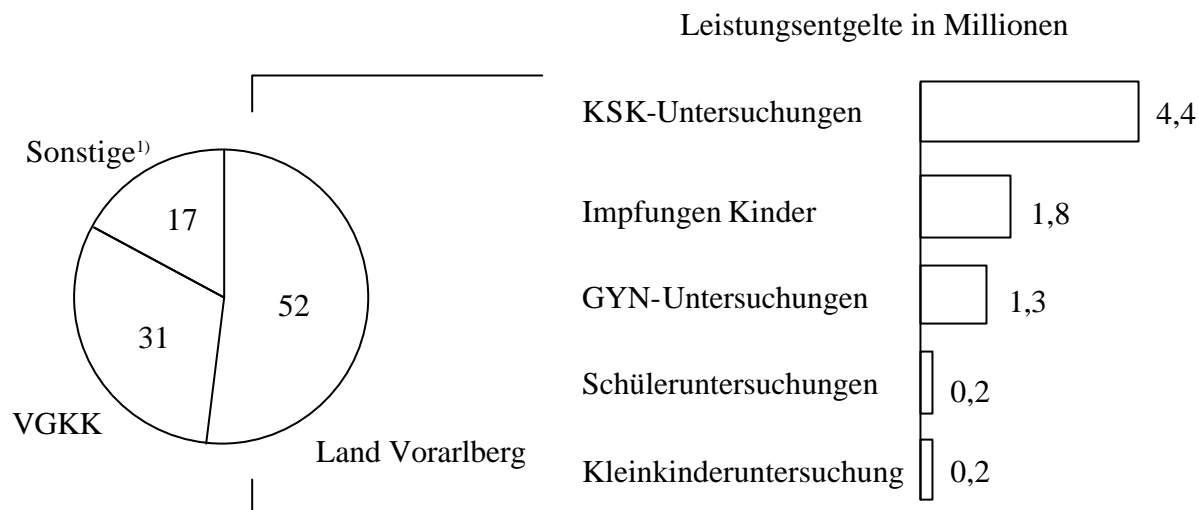 Leistungsentgelte in Millionen
Sonstige¹⁾
17
52
31
VGKK
Land Vorarlberg
KSK-Untersuchungen
4,4
Impfungen Kinder
1,8
GYN-Untersuchungen
1,3
Schüleruntersuchungen
0,2
Kleinkinderuntersuchung
0,2